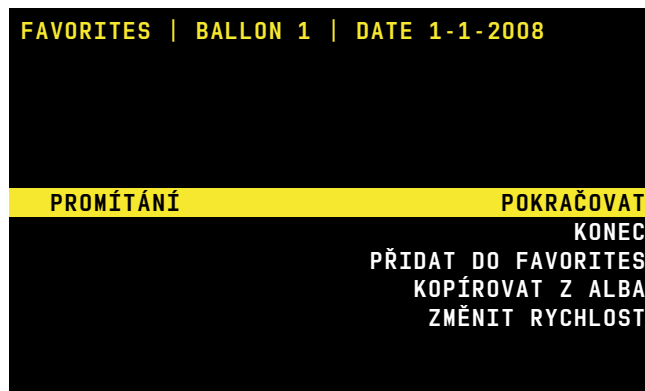 FAVORITES | BALLON 1 | DATE 1-1-2008
PROMÍTÁNÍ POKRAČOVAT
KONEC
PŘIDAT DO FAVORITES
KOPÍROVAT Z ALBA
ZMĚNIT RYCHLOST